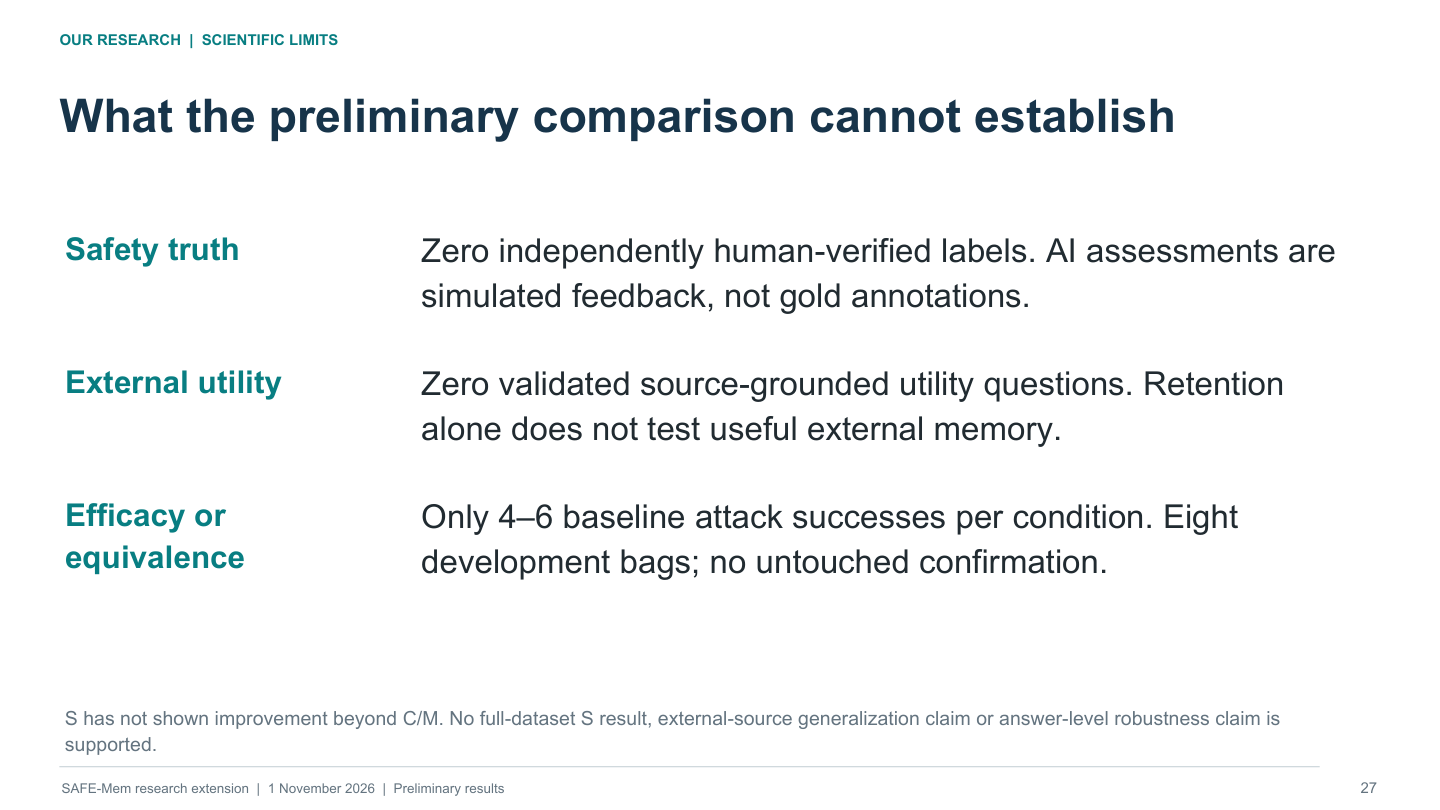 OUR RESEARCH | SCIENTIFIC LIMITS
What the preliminary comparison cannot establish
Safety truth
Zero independently human-verified labels. AI assessments are
simulated feedback, not gold annotations.
External utility
Zero validated source-grounded utility questions. Retention
alone does not test useful external memory.
Efficacy or
equivalence
Only 4–6 baseline attack successes per condition. Eight
development bags; no untouched confirmation.
S has not shown improvement beyond C/M. No full-dataset S result, external-source generalization claim or answer-level robustness claim is
supported.
SAFE-Mem research extension | 1 November 2026 | Preliminary results
27